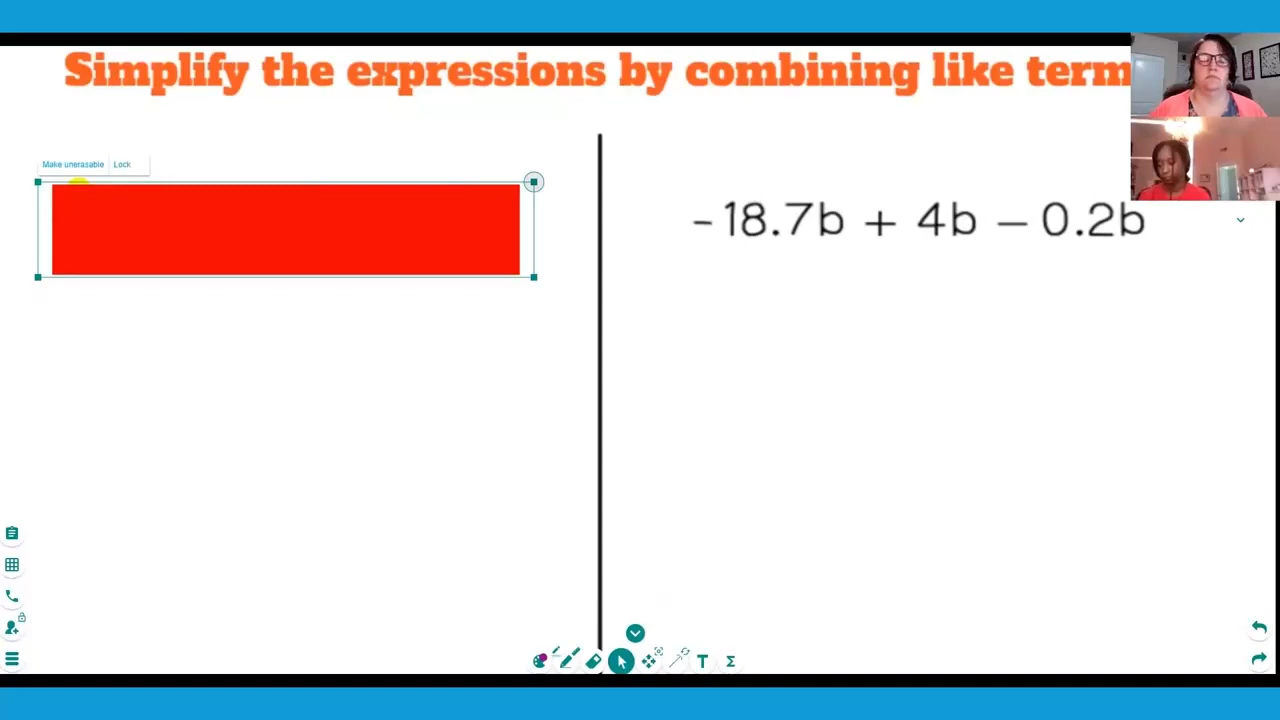 Simplify the expressions by combining like term
Make unerasable Lock
-18.7b + 4b – 0.2b
T Σ